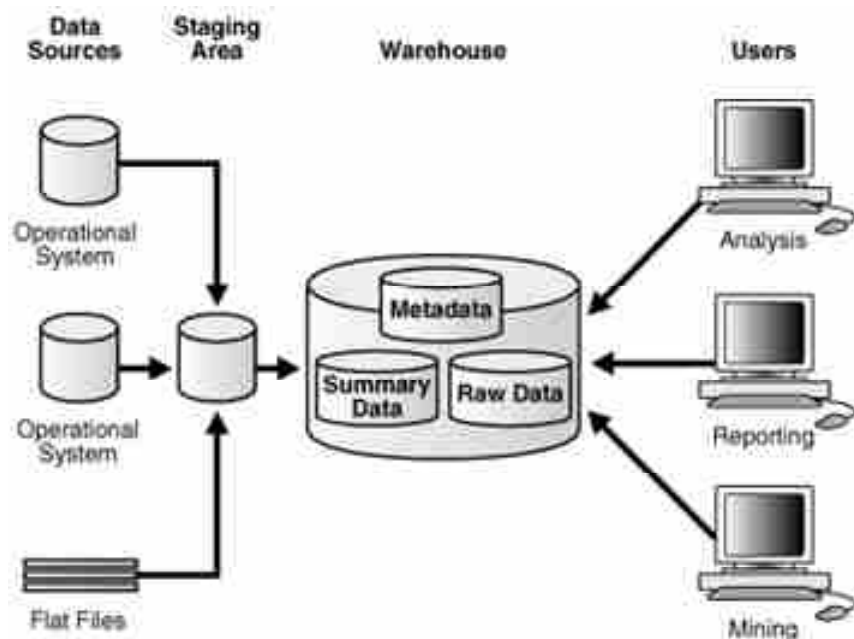 Data
Sources
Staging
Area
Warehouse
Users
Operational
System
Analysis
Metadata
Summary
Data
Raw Data
Operational
System
Reporting
Flat Files
Mining